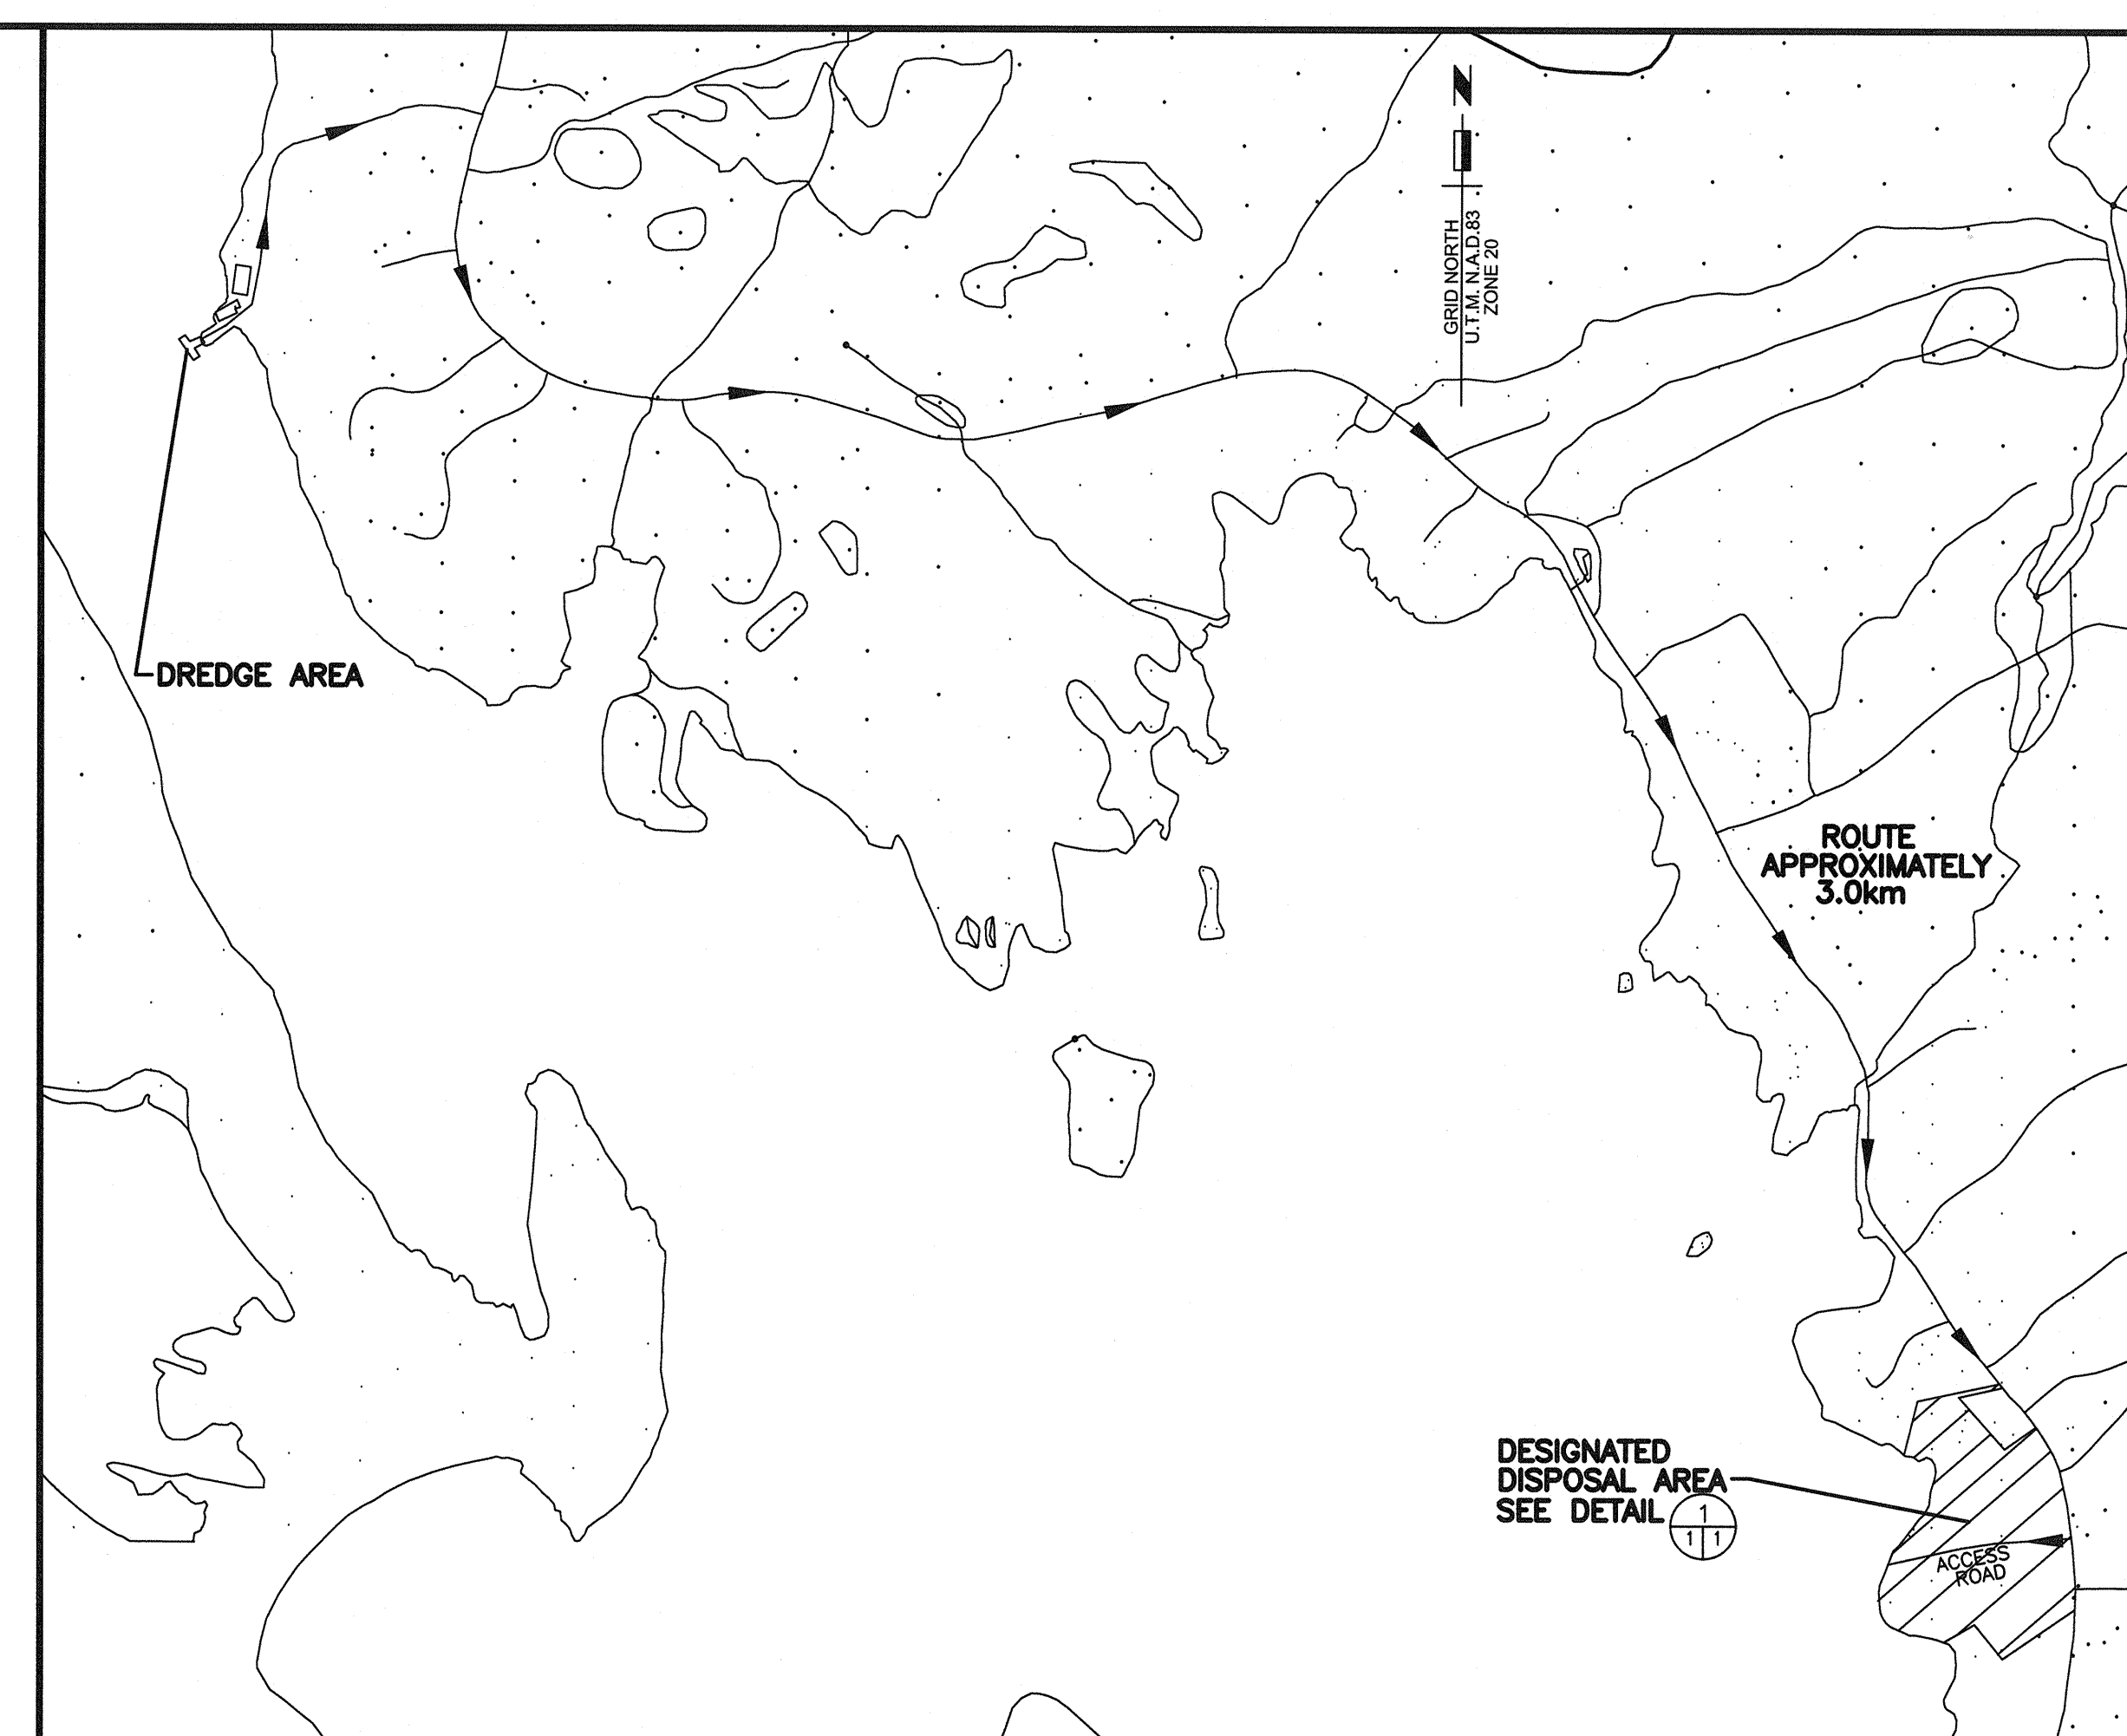 N
GRID NORTH
U.T.M. N.A.D.83
ZONE 20
DREDGE AREA
ROUTE
APPROXIMATELY
3.0km
DESIGNATED
DISPOSAL AREA
SEE DETAIL
1
1 1
ACCESS
ROAD